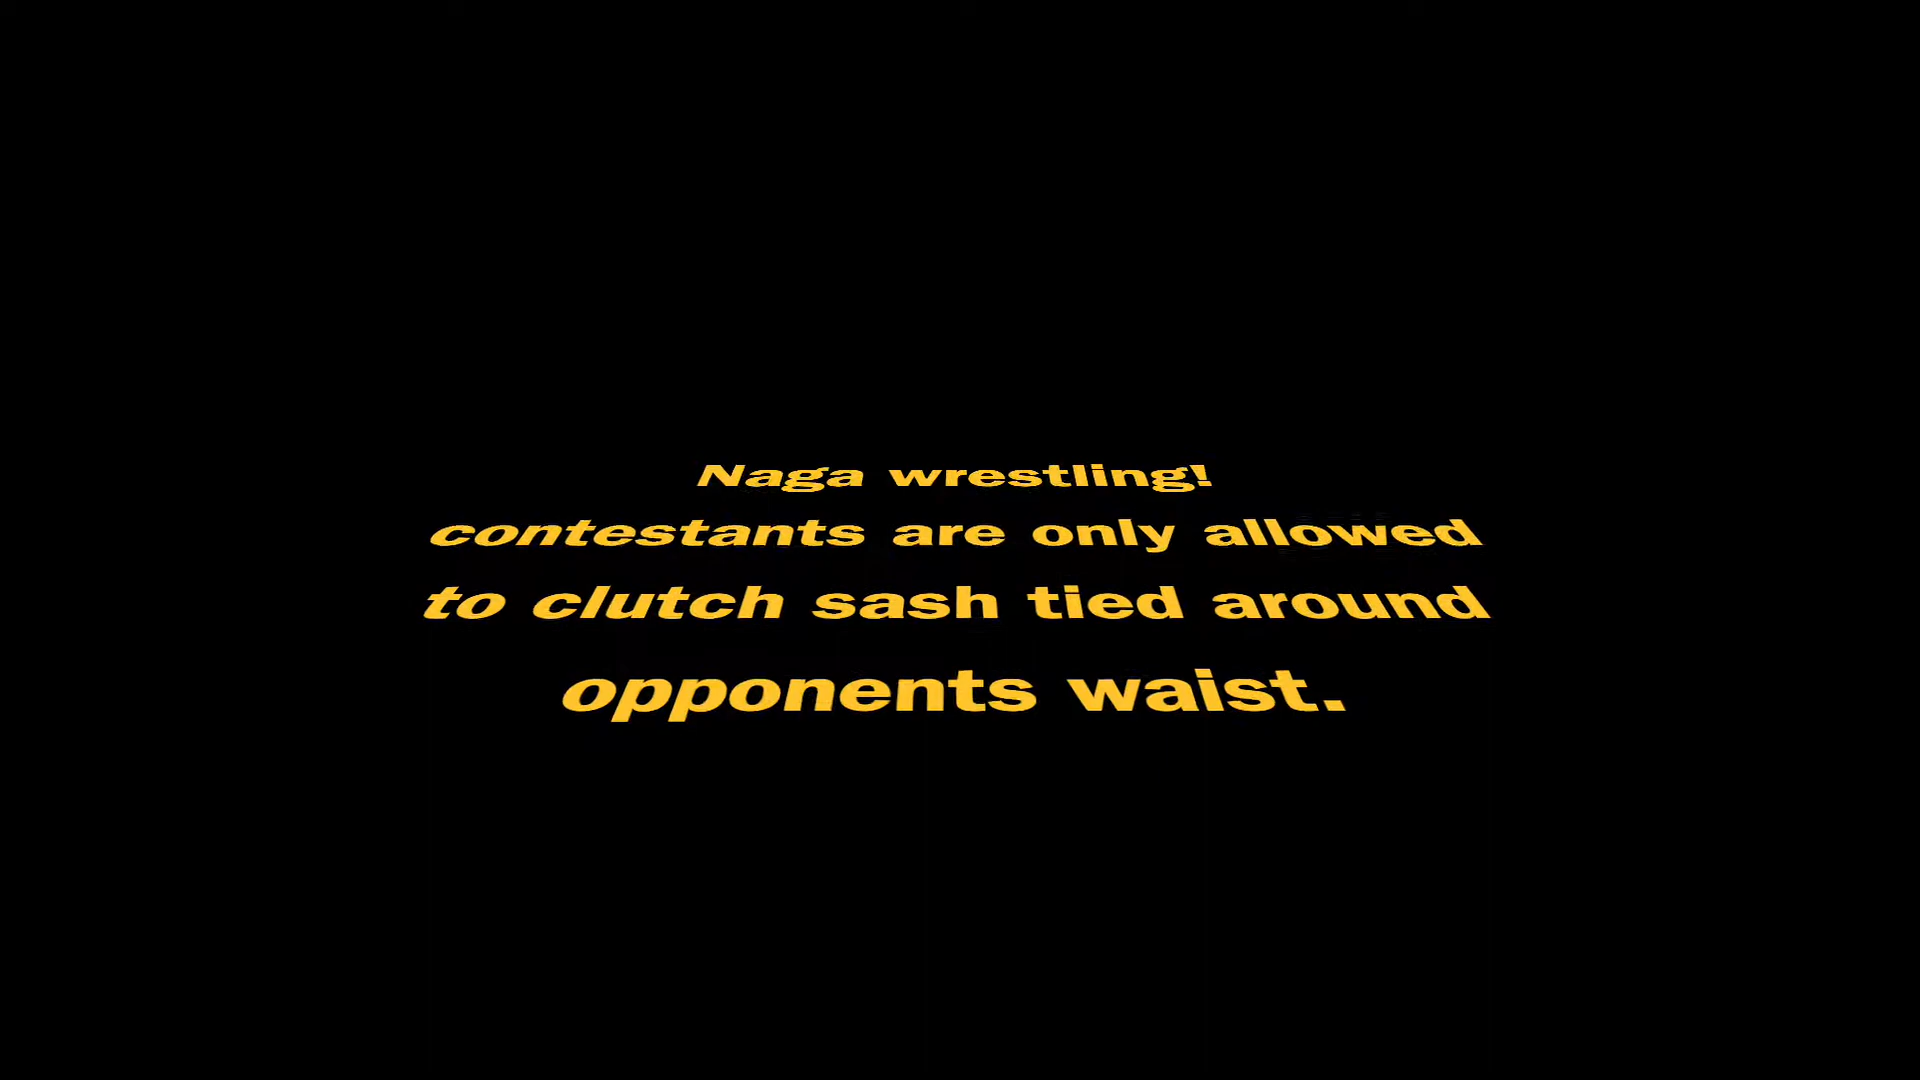 Naga wrestling!
contestants are only allowed
to clutch sash tied around
opponents waist.